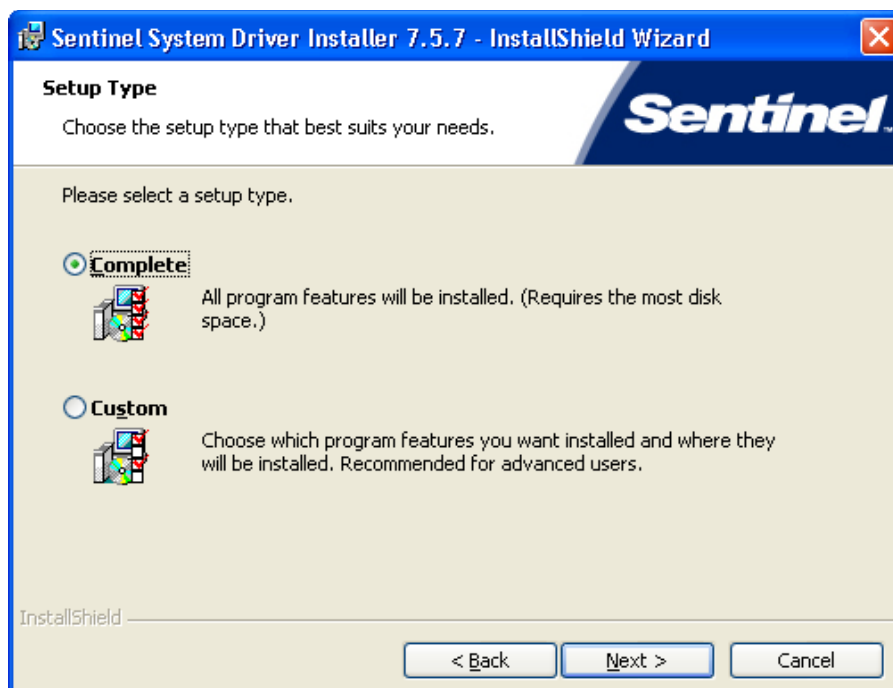 Sentinel System Driver Installer 7.5.7 - InstallShield Wizard
Setup Type
Choose the setup type that best suits your needs.
Sentinel.
Please select a setup type.
Complete
All program features will be installed. (Requires the most disk
space.)
Custom
Choose which program features you want installed and where they
will be installed. Recommended for advanced users.
InstallShield
< Back
Next >
Cancel